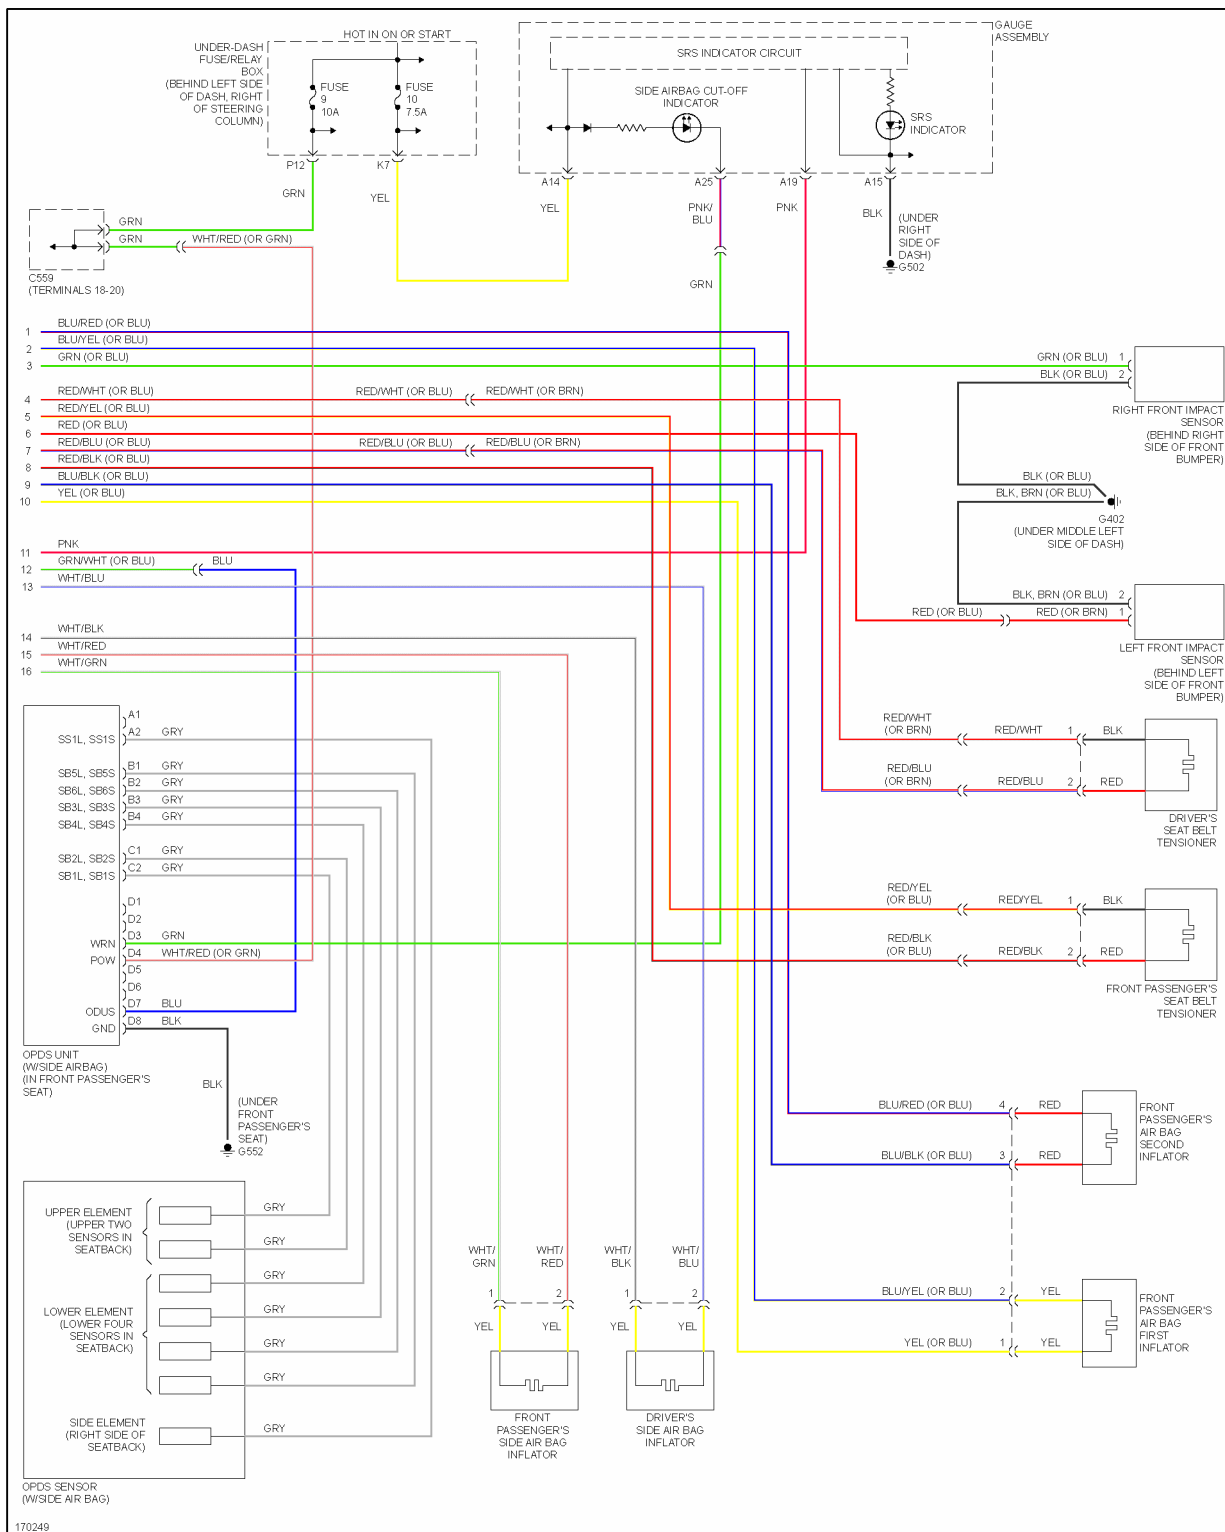 HOT IN ON OR START
UNDER-DASH
FUSE/RELAY
BOX
(BEHIND LEFT SIDE
OF DASH, RIGHT
OF STEERING
COLUMN)
FUSE
9
10A
FUSE
10
7.5A
P12
K7
GRN
YEL
GAUGE
ASSEMBLY
SRS INDICATOR CIRCUIT
SIDE AIRBAG CUT-OFF
INDICATOR
SRS
INDICATOR
A14
A25
A19
A15
YEL
PNK/
BLU
PNK
BLK
(UNDER
RIGHT
SIDE OF
DASH)
G502
GRN
GRN
GRN
WHT/RED (OR GRN)
C559
(TERMINALS 18-20)
1 BLU/RED (OR BLU)
2 BLU/YEL (OR BLU)
3 GRN (OR BLU)
4 RED/WHT (OR BLU) RED/WHT (OR BLU) RED/WHT (OR BRN)
5 RED/YEL (OR BLU)
6 RED (OR BLU)
7 RED/BLU (OR BLU) RED/BLU (OR BLU) RED/BLU (OR BRN)
8 RED/BLK (OR BLU)
9 BLU/BLK (OR BLU)
10 YEL (OR BLU)
11 PNK
12 GRN/WHT (OR BLU) BLU
13 WHT/BLU
14 WHT/BLK
15 WHT/RED
16 WHT/GRN
GRN (OR BLU) 1
BLK (OR BLU) 2
RIGHT FRONT IMPACT
SENSOR
(BEHIND RIGHT
SIDE OF FRONT
BUMPER)
BLK (OR BLU)
BLK, BRN (OR BLU)
G402
(UNDER MIDDLE LEFT
SIDE OF DASH)
BLK, BRN (OR BLU) 2
RED (OR BLU) RED (OR BRN) 1
LEFT FRONT IMPACT
SENSOR
(BEHIND LEFT
SIDE OF FRONT
BUMPER)
A1
SS1L, SS1S A2 GRY
SB5L, SB5S B1 GRY
SB6L, SB6S B2 GRY
SB3L, SB3S B3 GRY
SB4L, SB4S B4 GRY
SB2L, SB2S C1 GRY
SB1L, SB1S C2 GRY
D1
D2
WRN D3 GRN
POW D4 WHT/RED (OR GRN)
D5
D6
ODUS D7 BLU
GND D8 BLK
OPDS UNIT
(W/SIDE AIRBAG)
(IN FRONT PASSENGER'S
SEAT)
BLK
(UNDER
FRONT
PASSENGER'S
SEAT)
G552
RED/WHT
(OR BRN)
RED/WHT 1 BLK
RED/BLU
(OR BRN)
RED/BLU 2 RED
DRIVER'S
SEAT BELT
TENSIONER
RED/YEL
(OR BLU)
RED/YEL 1 BLK
RED/BLK
(OR BLU)
RED/BLK 2 RED
FRONT PASSENGER'S
SEAT BELT
TENSIONER
BLU/RED (OR BLU) 4 RED
BLU/BLK (OR BLU) 3 RED
FRONT
PASSENGER'S
AIR BAG
SECOND
INFLATOR
BLU/YEL (OR BLU) 2 YEL
YEL (OR BLU) 1 YEL
FRONT
PASSENGER'S
AIR BAG
FIRST
INFLATOR
UPPER ELEMENT
(UPPER TWO
SENSORS IN
SEATBACK)
GRY
GRY
LOWER ELEMENT
(LOWER FOUR
SENSORS IN
SEATBACK)
GRY
GRY
GRY
GRY
SIDE ELEMENT
(RIGHT SIDE OF
SEATBACK)
GRY
OPDS SENSOR
(W/SIDE AIR BAG)
WHT/
GRN
WHT/
RED
WHT/
BLK
WHT/
BLU
1 2 1 2
YEL YEL YEL YEL
FRONT
PASSENGER'S
SIDE AIR BAG
INFLATOR
DRIVER'S
SIDE AIR BAG
INFLATOR
170249